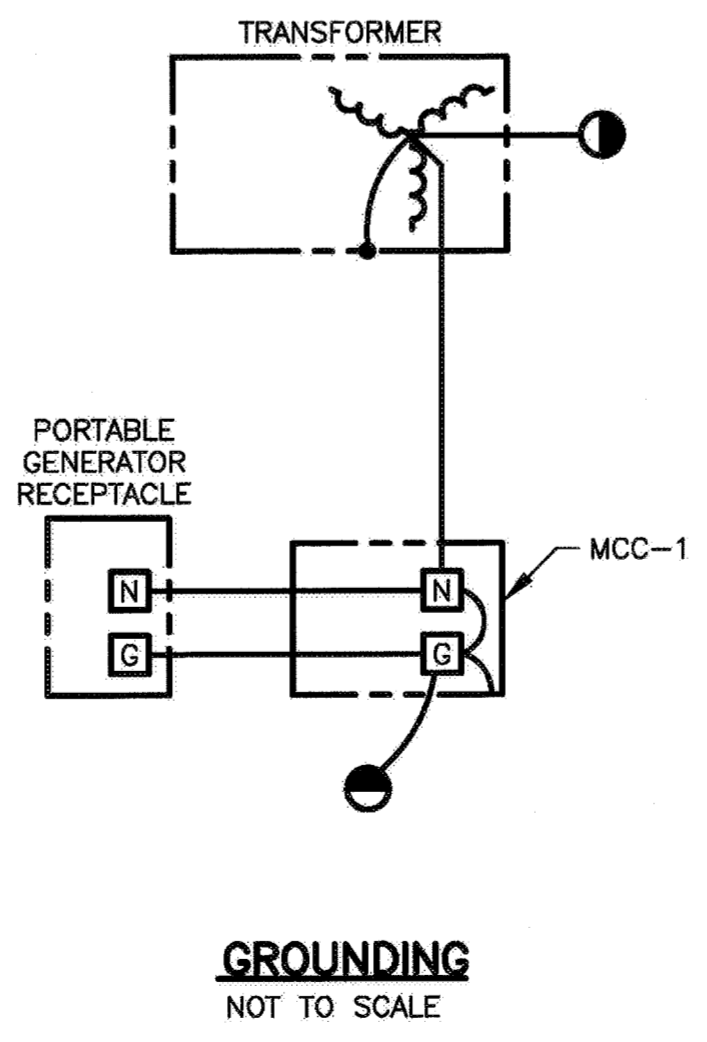 TRANSFORMER
PORTABLE
GENERATOR
RECEPTACLE
MCC-1
N
N
G
G
GROUNDING
NOT TO SCALE